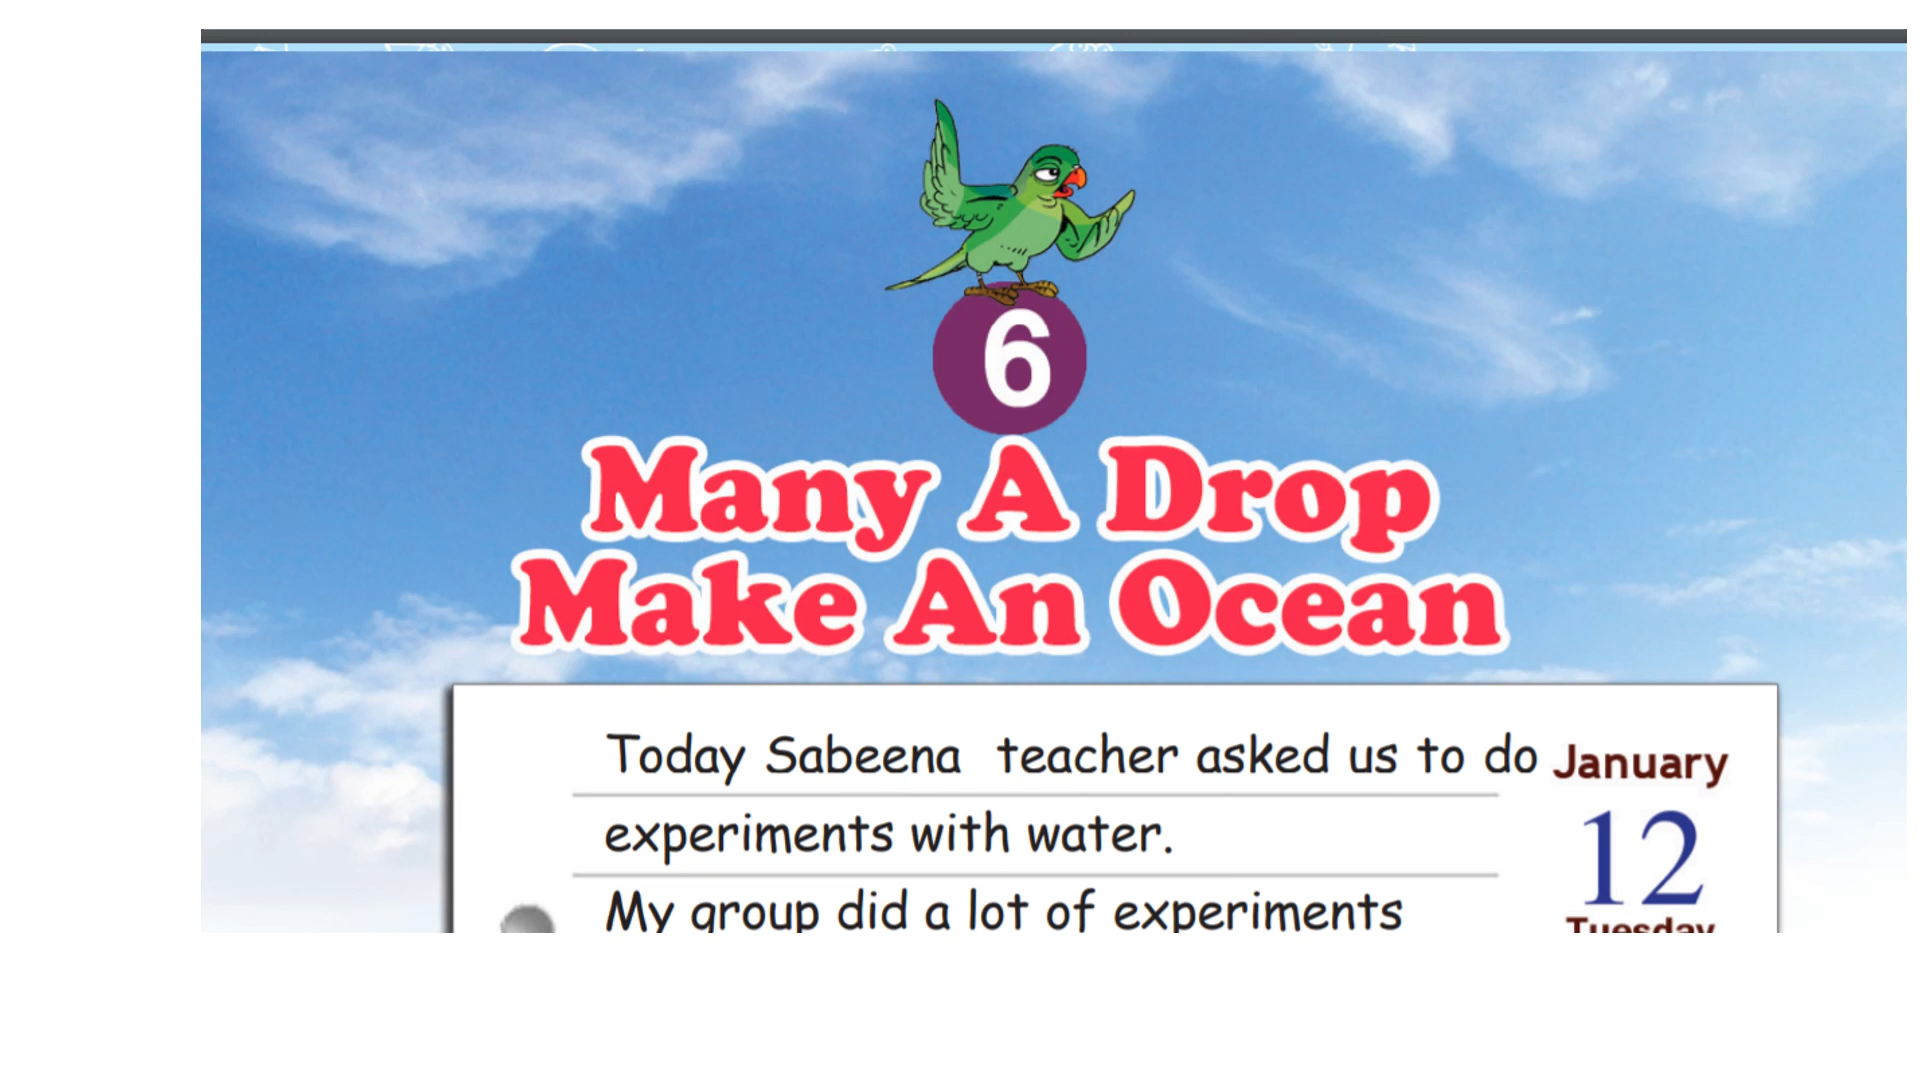 6
Many A Drop
Make An Ocean
Today Sabeena teacher asked us to do
January
experiments with water.
12
My group did a lot of experiments
Tuesday